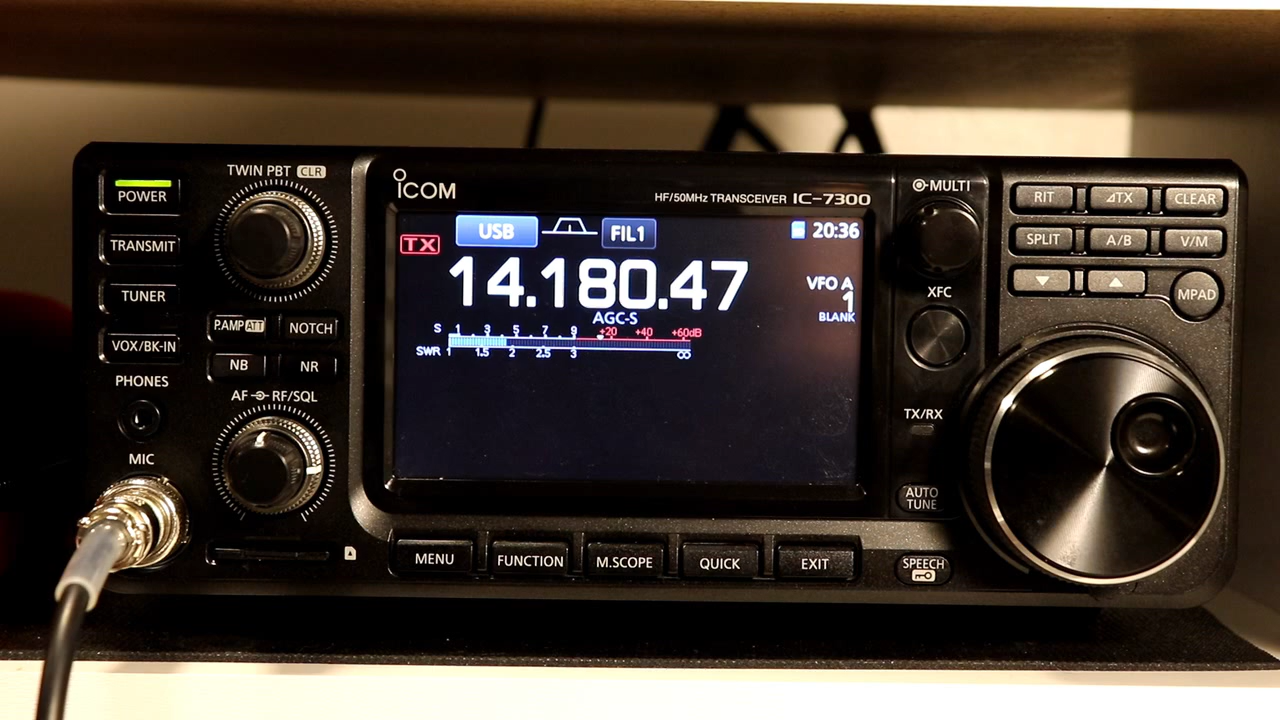 TWIN PBT CLR
POWER
TRANSMIT
TUNER
VOX/BK-IN
P.AMP ATT
NOTCH
NB
NR
PHONES
AF RF/SQL
MIC
ICOM
HF/50MHz TRANSCEIVER IC-7300
TX
USB
FIL1
20:36
14.180.47
VFO A
1
BLANK
AGC-S
S 1 3 5 7 9 +20 +40 +60dB
SWR 1 1.5 2 2.5 3 ∞
MENU
FUNCTION
M.SCOPE
QUICK
EXIT
MULTI
XFC
TX/RX
AUTO
TUNE
SPEECH
RIT
⊿TX
CLEAR
SPLIT
A/B
V/M
▼
▲
MPAD